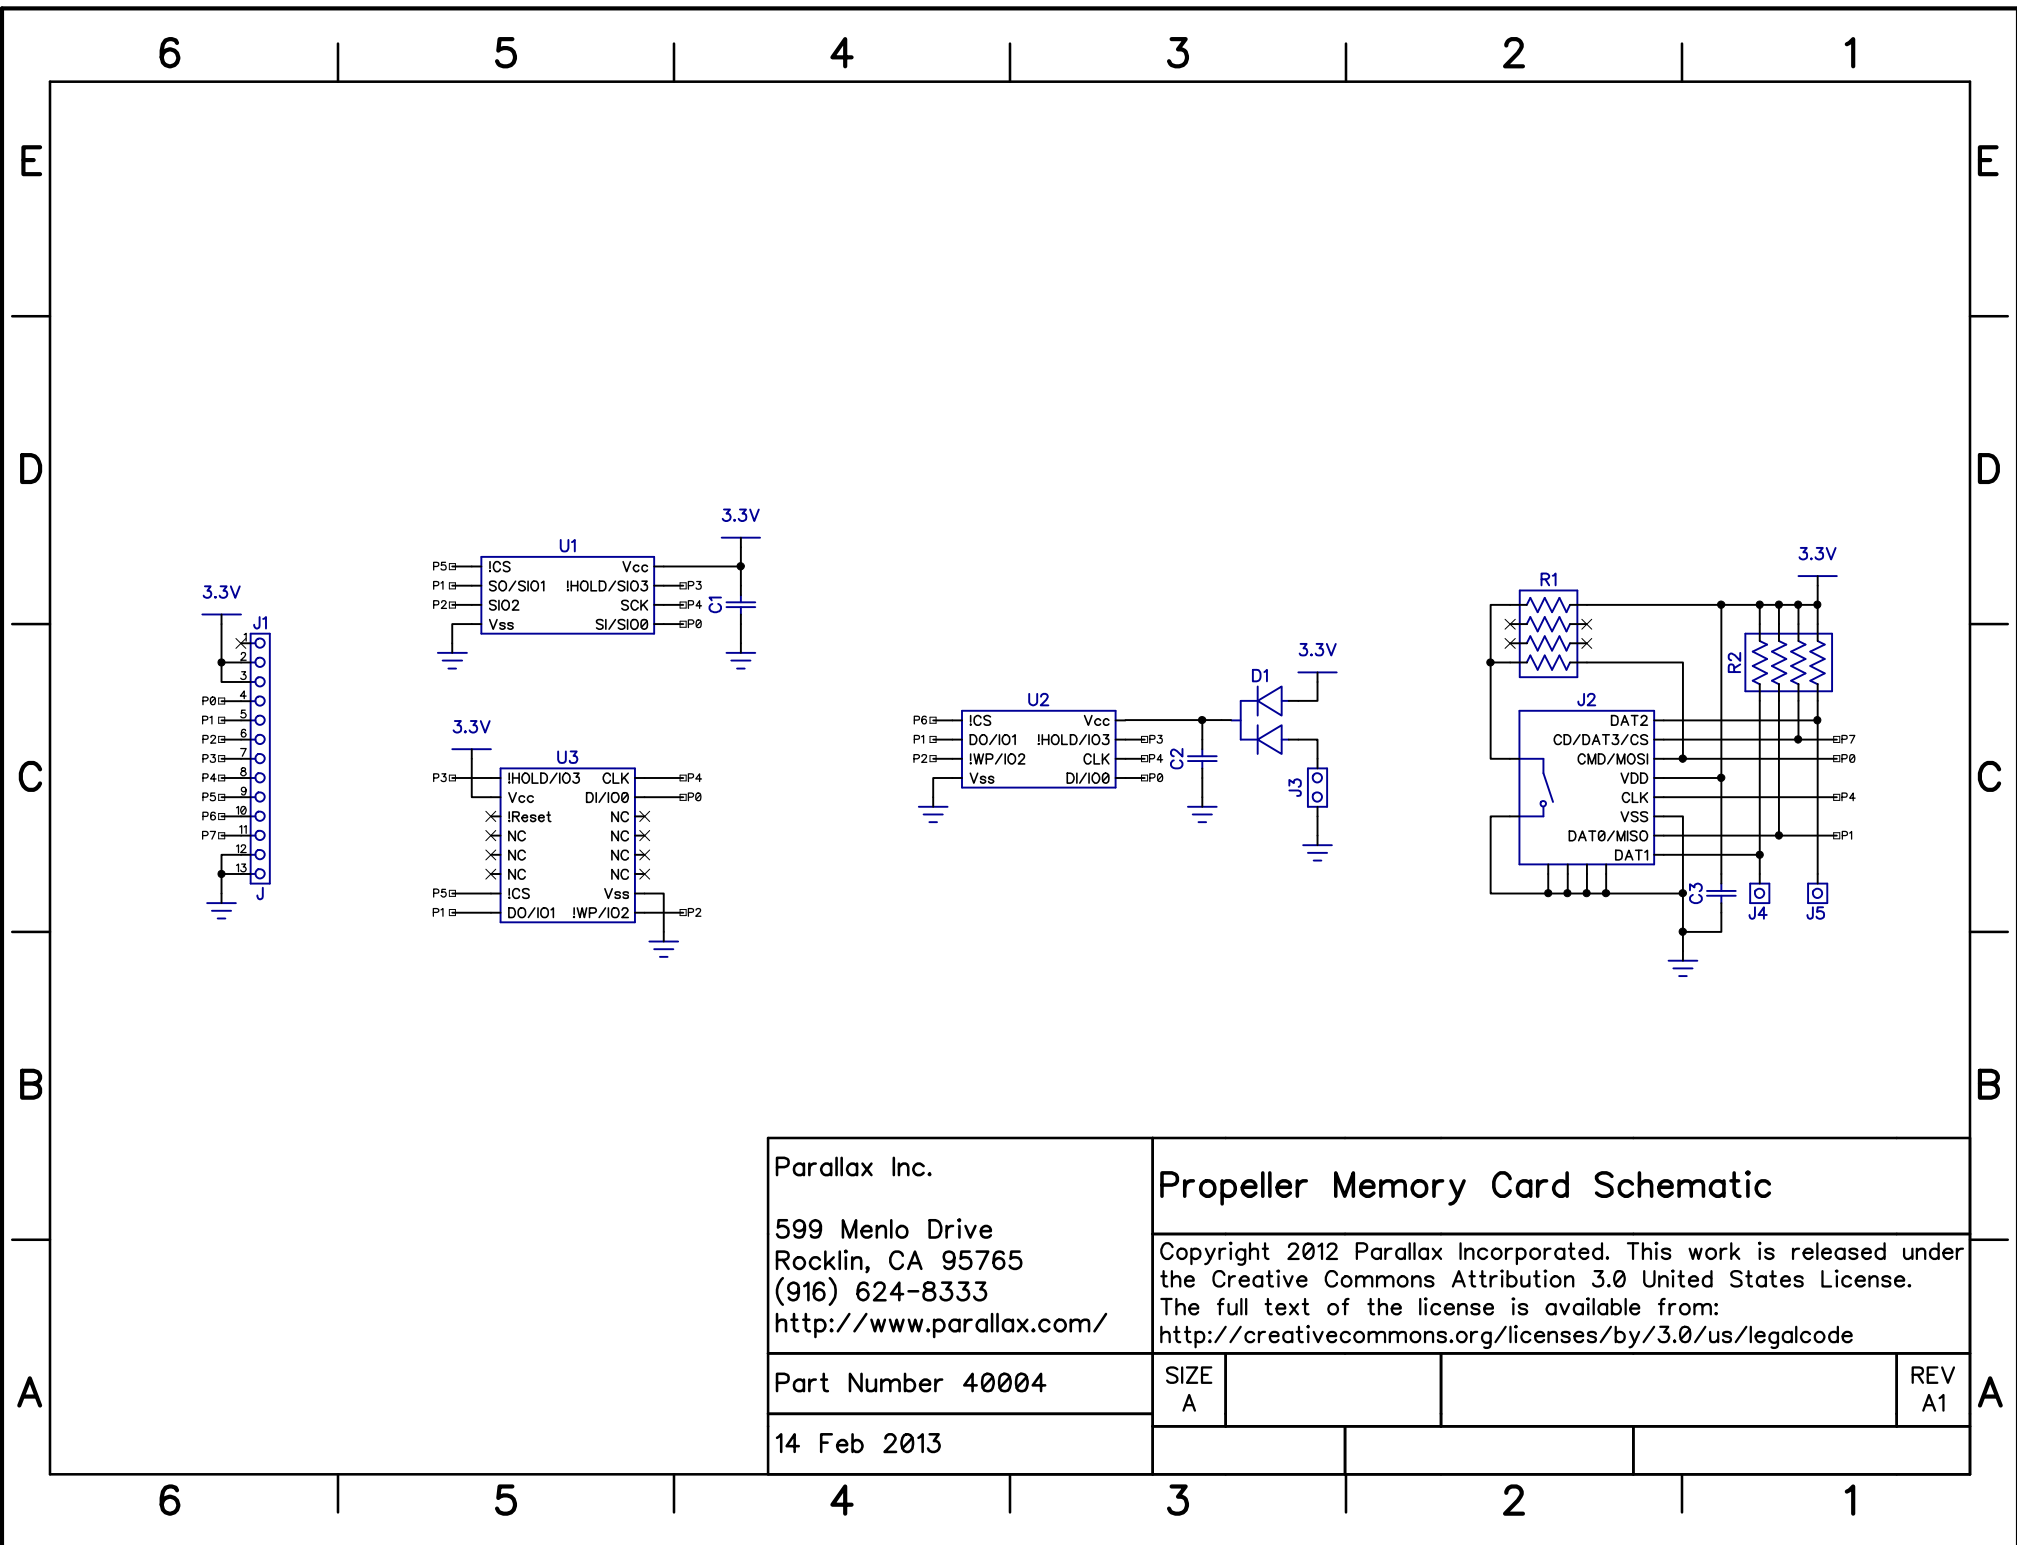 6 5 4 3 2 1
E E
D D
C C
B B
A A
6 5 4 3 2 1
3.3V
J1
1
2
3
P0 4
P1 5
P2 6
P3 7
P4 8
P5 9
P6 10
P7 11
12
13
J
3.3V
U1
P5 !CS Vcc
P1 SO/SIO1 !HOLD/SIO3 P3
P2 SIO2 SCK P4
Vss SI/SIO0 P0
C1
3.3V
U3
P3 !HOLD/IO3 CLK P4
Vcc DI/IO0 P0
!Reset NC
NC NC
NC NC
NC NC
P5 !CS Vss
P1 DO/IO1 !WP/IO2 P2
U2
P6 !CS Vcc
P1 DO/IO1 !HOLD/IO3 P3
P2 !WP/IO2 CLK P4
Vss DI/IO0 P0
C2
D1
3.3V
J3
3.3V
R1
R2
J2
DAT2
CD/DAT3/CS P7
CMD/MOSI P0
VDD
CLK P4
VSS
DAT0/MISO P1
DAT1
C3
J4
J5
Parallax Inc.
599 Menlo Drive
Rocklin, CA 95765
(916) 624-8333
http://www.parallax.com/
Part Number 40004
14 Feb 2013
Propeller Memory Card Schematic
Copyright 2012 Parallax Incorporated. This work is released under
the Creative Commons Attribution 3.0 United States License.
The full text of the license is available from:
http://creativecommons.org/licenses/by/3.0/us/legalcode
SIZE
A
REV
A1